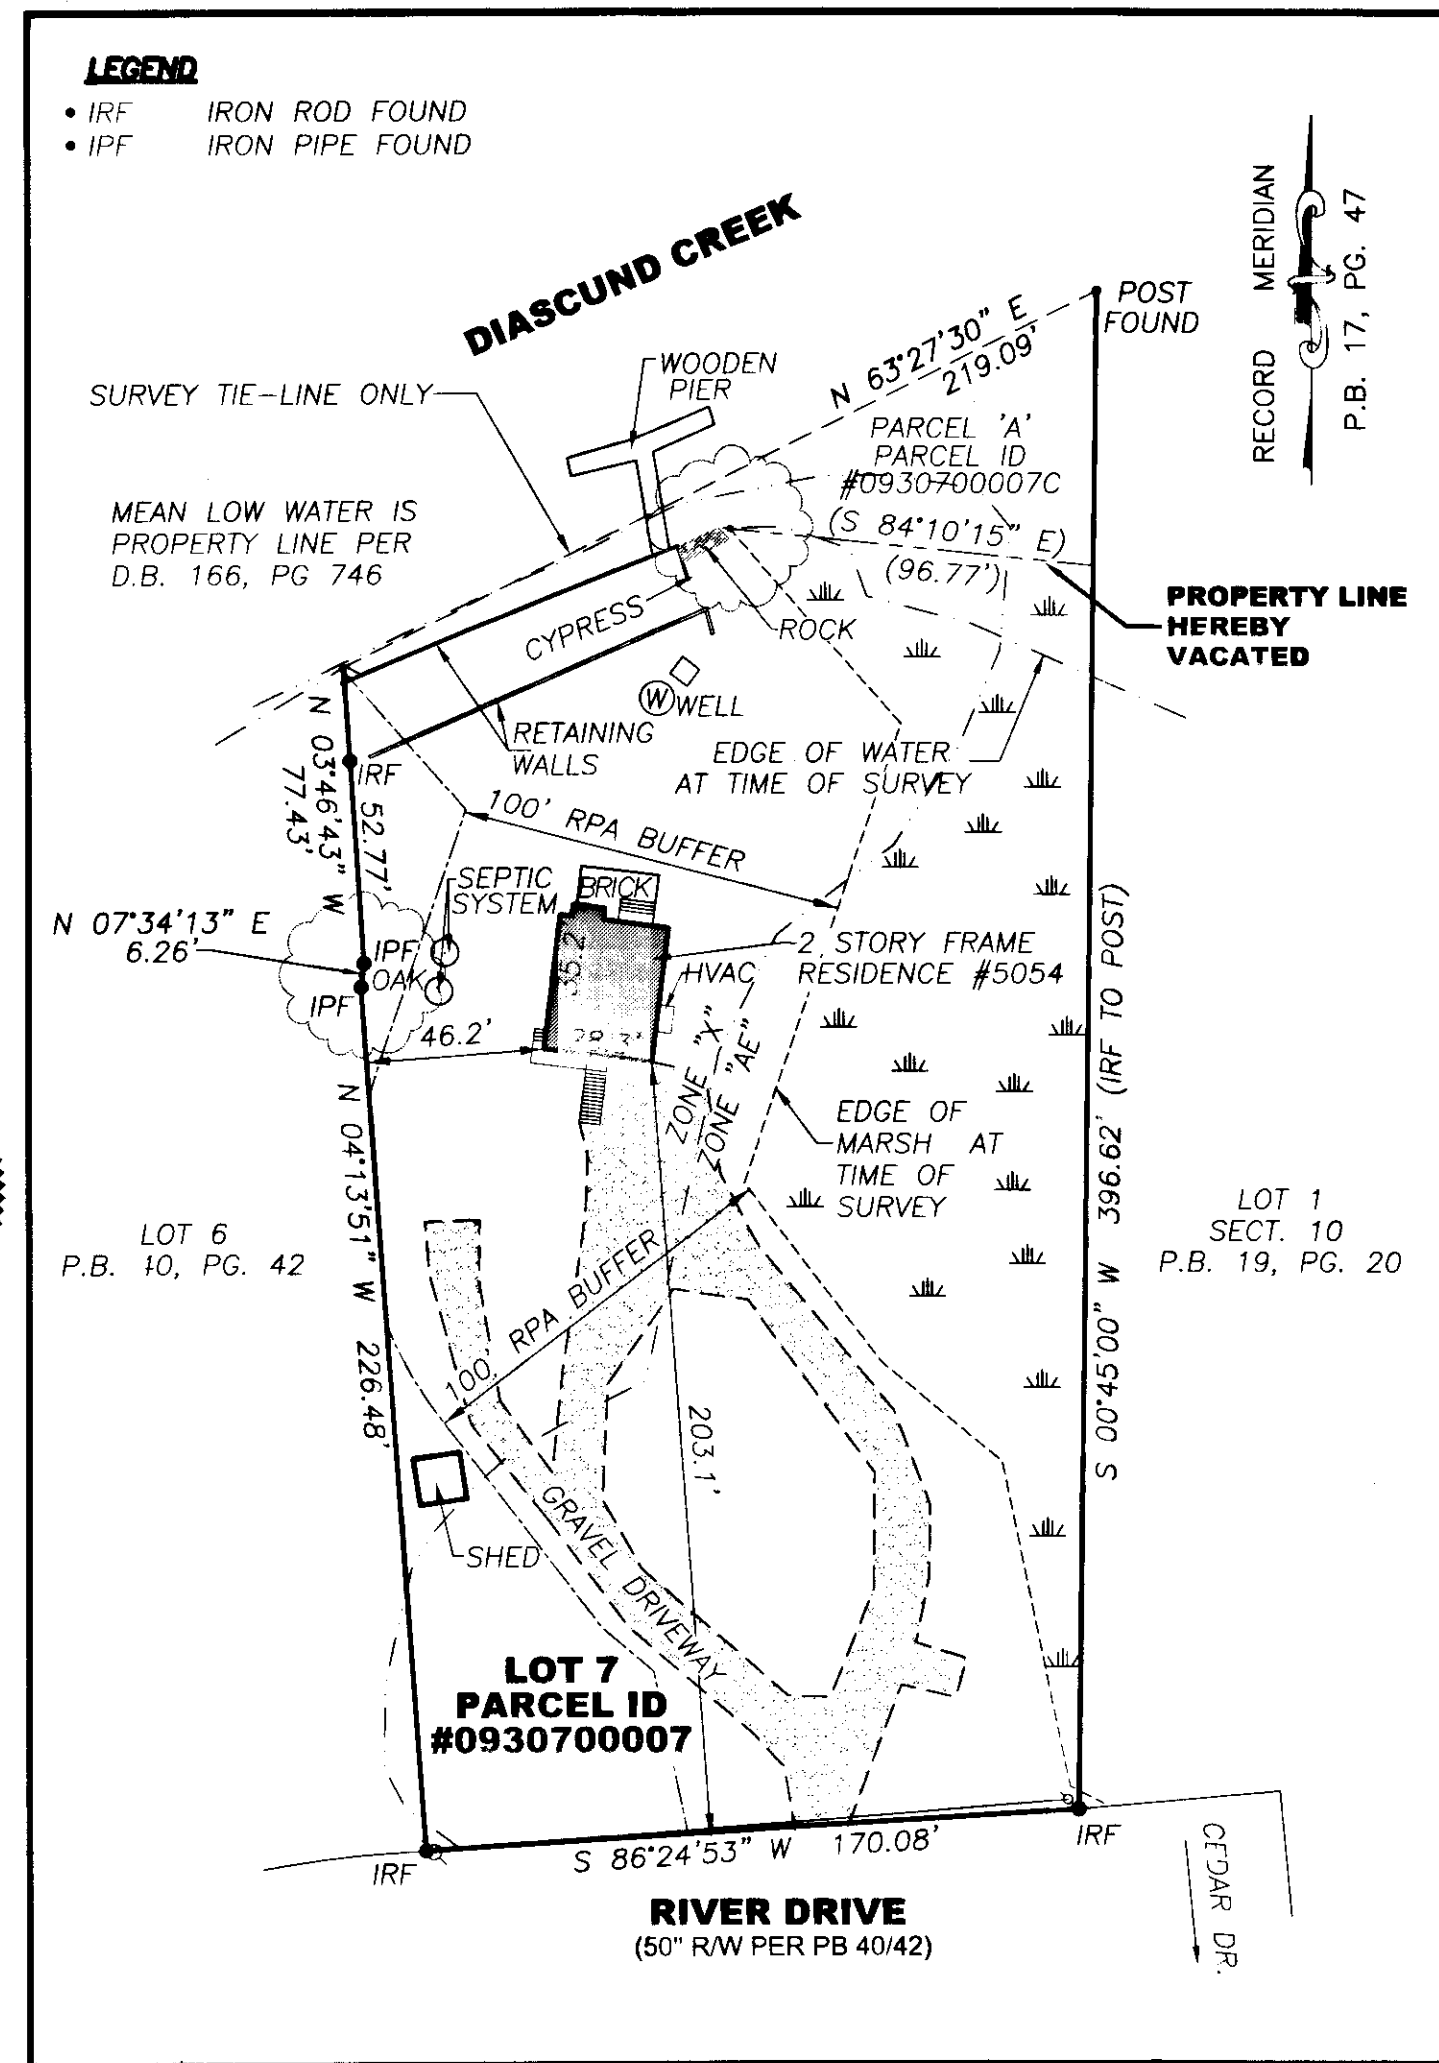 LEGEND
• IRF IRON ROD FOUND
• IPF IRON PIPE FOUND
RECORD MERIDIAN
P.B. 17, PG. 47
DIASCUND CREEK
POST
FOUND
N 63°27'30" E
219.09'
WOODEN
PIER
SURVEY TIE-LINE ONLY
PARCEL 'A'
PARCEL ID
#0930700007C
(S 84°10'15" E)
(96.77')
MEAN LOW WATER IS
PROPERTY LINE PER
D.B. 166, PG 746
PROPERTY LINE
HEREBY
VACATED
CYPRESS
ROCK
W WELL
RETAINING
WALLS
EDGE OF WATER
AT TIME OF SURVEY
N 03°46'43" W
77.43'
IRF
52.77'
100' RPA BUFFER
SEPTIC
SYSTEM
BRICK
N 07°34'13" E
6.26'
IPF
OAK
IPF
35.2
2 STORY FRAME
RESIDENCE #5054
HVAC
46.2'
ZONE "X"
ZONE "AE"
S 00°45'00" W 396.62' (IRF TO POST)
EDGE OF
MARSH AT
TIME OF
SURVEY
N 04°13'51" W 226.48'
LOT 6
P.B. 10, PG. 42
LOT 1
SECT. 10
P.B. 19, PG. 20
100' RPA BUFFER
203.1'
SHED
GRAVEL DRIVEWAY
LOT 7
PARCEL ID
#0930700007
IRF
S 86°24'53" W 170.08'
IRF
CEDAR DR.
RIVER DRIVE
(50" R/W PER PB 40/42)